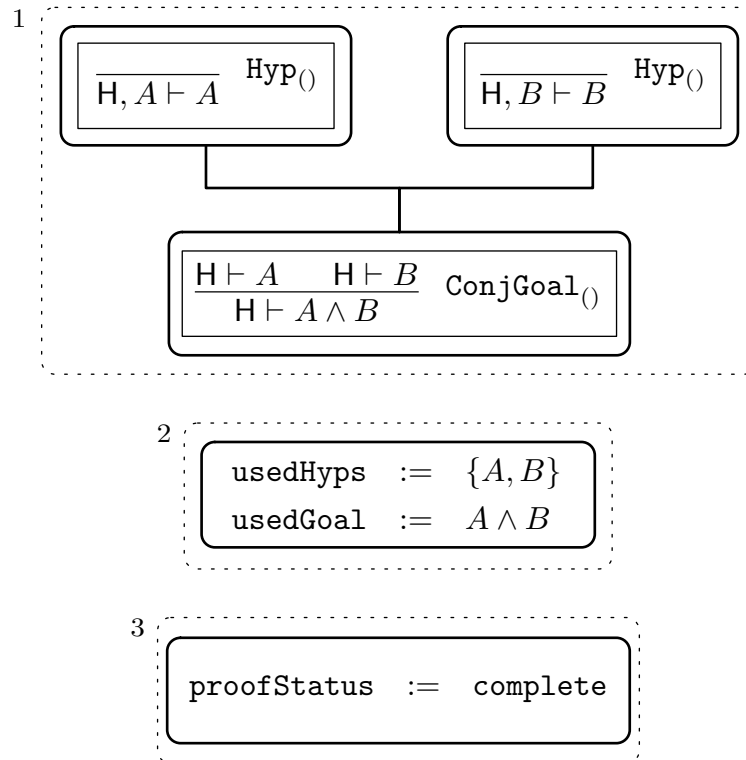 1
H, A ⊢ A Hyp()
H, B ⊢ B Hyp()
H ⊢ A H ⊢ B
H ⊢ A ∧ B ConjGoal()
2
usedHyps := {A, B}
usedGoal := A ∧ B
3
proofStatus := complete